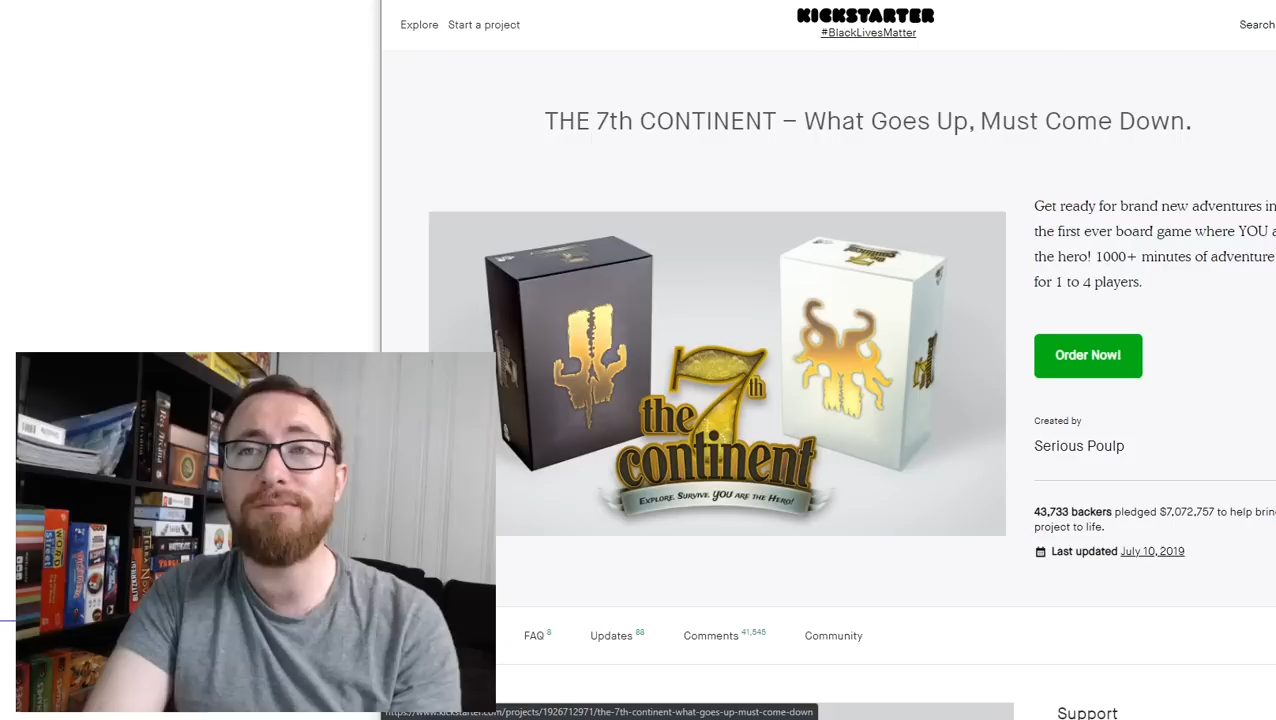 Explore Start a project
KICKSTARTER
#BlackLivesMatter
Search
THE 7th CONTINENT – What Goes Up, Must Come Down.
Get ready for brand new adventures in
the first ever board game where YOU a
the hero! 1000+ minutes of adventure
for 1 to 4 players.
Order Now!
Created by
Serious Poulp
43,733 backers pledged $7,072,757 to help bring
project to life.
Last updated July 10, 2019
the 7th
continent
EXPLORE. SURVIVE. YOU ARE THE HERO!
WORD
BLITZKRIEG!
FAQ 8
Updates 88
Comments 41,545
Community
https://www.kickstarter.com/projects/1926712971/the-7th-continent-what-goes-up-must-come-down
Support